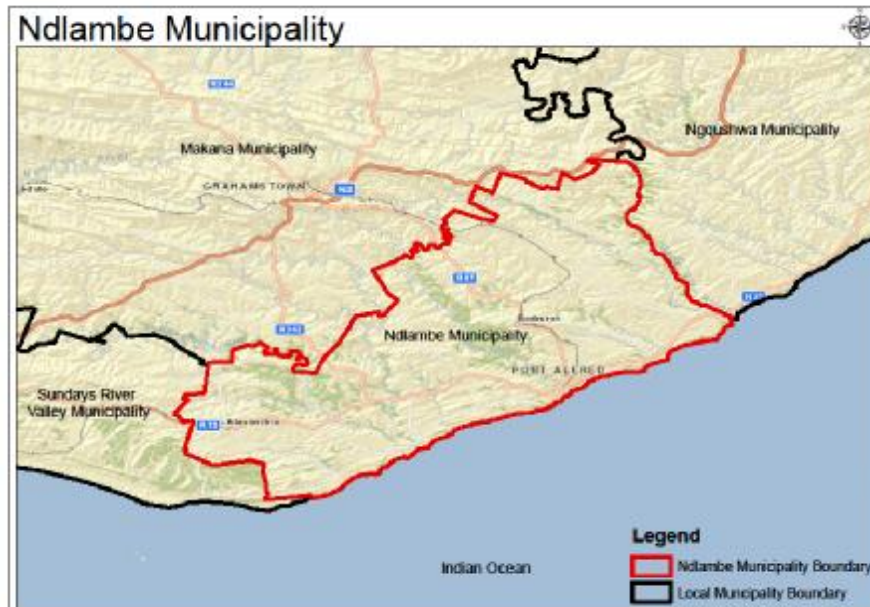 Ndlambe Municipality
Ngqushwa Municipality
Makana Municipality
GRAHAMSTOWN
Ndlambe Municipality
PORT ALFRED
Sundays River
Valley Municipality
Legend
Ndlambe Municipality Boundary
Local Municipality Boundary
Indian Ocean